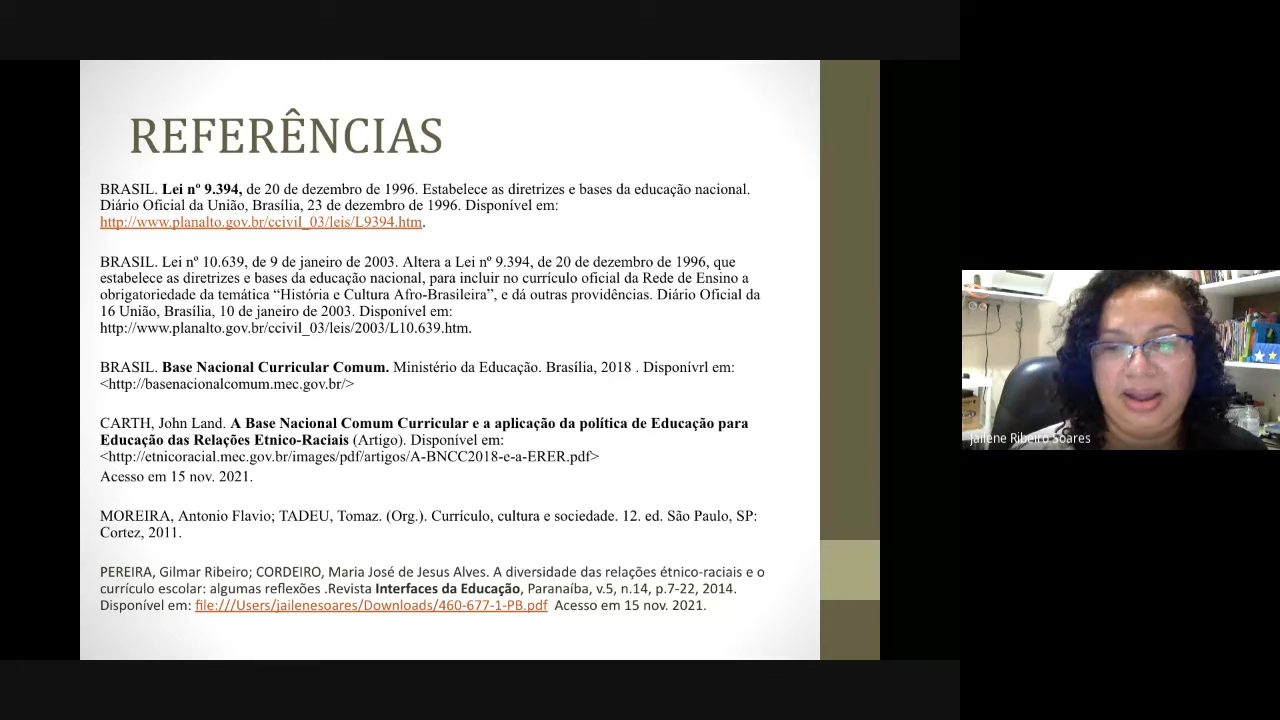 REFERÊNCIAS
BRASIL. Lei nº 9.394, de 20 de dezembro de 1996. Estabelece as diretrizes e bases da educação nacional.
Diário Oficial da União, Brasília, 23 de dezembro de 1996. Disponível em:
http://www.planalto.gov.br/ccivil_03/leis/L9394.htm.
BRASIL. Lei nº 10.639, de 9 de janeiro de 2003. Altera a Lei nº 9.394, de 20 de dezembro de 1996, que
estabelece as diretrizes e bases da educação nacional, para incluir no currículo oficial da Rede de Ensino a
obrigatoriedade da temática “História e Cultura Afro-Brasileira”, e dá outras providências. Diário Oficial da
16 União, Brasília, 10 de janeiro de 2003. Disponível em:
http://www.planalto.gov.br/ccivil_03/leis/2003/L10.639.htm.
BRASIL. Base Nacional Curricular Comum. Ministério da Educação. Brasília, 2018 . Disponívrl em:
<http://basenacionalcomum.mec.gov.br/>
CARTH, John Land. A Base Nacional Comum Curricular e a aplicação da política de Educação para
Educação das Relações Etnico-Raciais (Artigo). Disponível em:
<http://etnicoracial.mec.gov.br/images/pdf/artigos/A-BNCC2018-e-a-ERER.pdf>
Acesso em 15 nov. 2021.
MOREIRA, Antonio Flavio; TADEU, Tomaz. (Org.). Currículo, cultura e sociedade. 12. ed. São Paulo, SP:
Cortez, 2011.
PEREIRA, Gilmar Ribeiro; CORDEIRO, Maria José de Jesus Alves. A diversidade das relações étnico-raciais e o
currículo escolar: algumas reflexões .Revista Interfaces da Educação, Paranaíba, v.5, n.14, p.7-22, 2014.
Disponível em: file:///Users/jailenesoares/Downloads/460-677-1-PB.pdf Acesso em 15 nov. 2021.
Jailene Ribeiro Soares